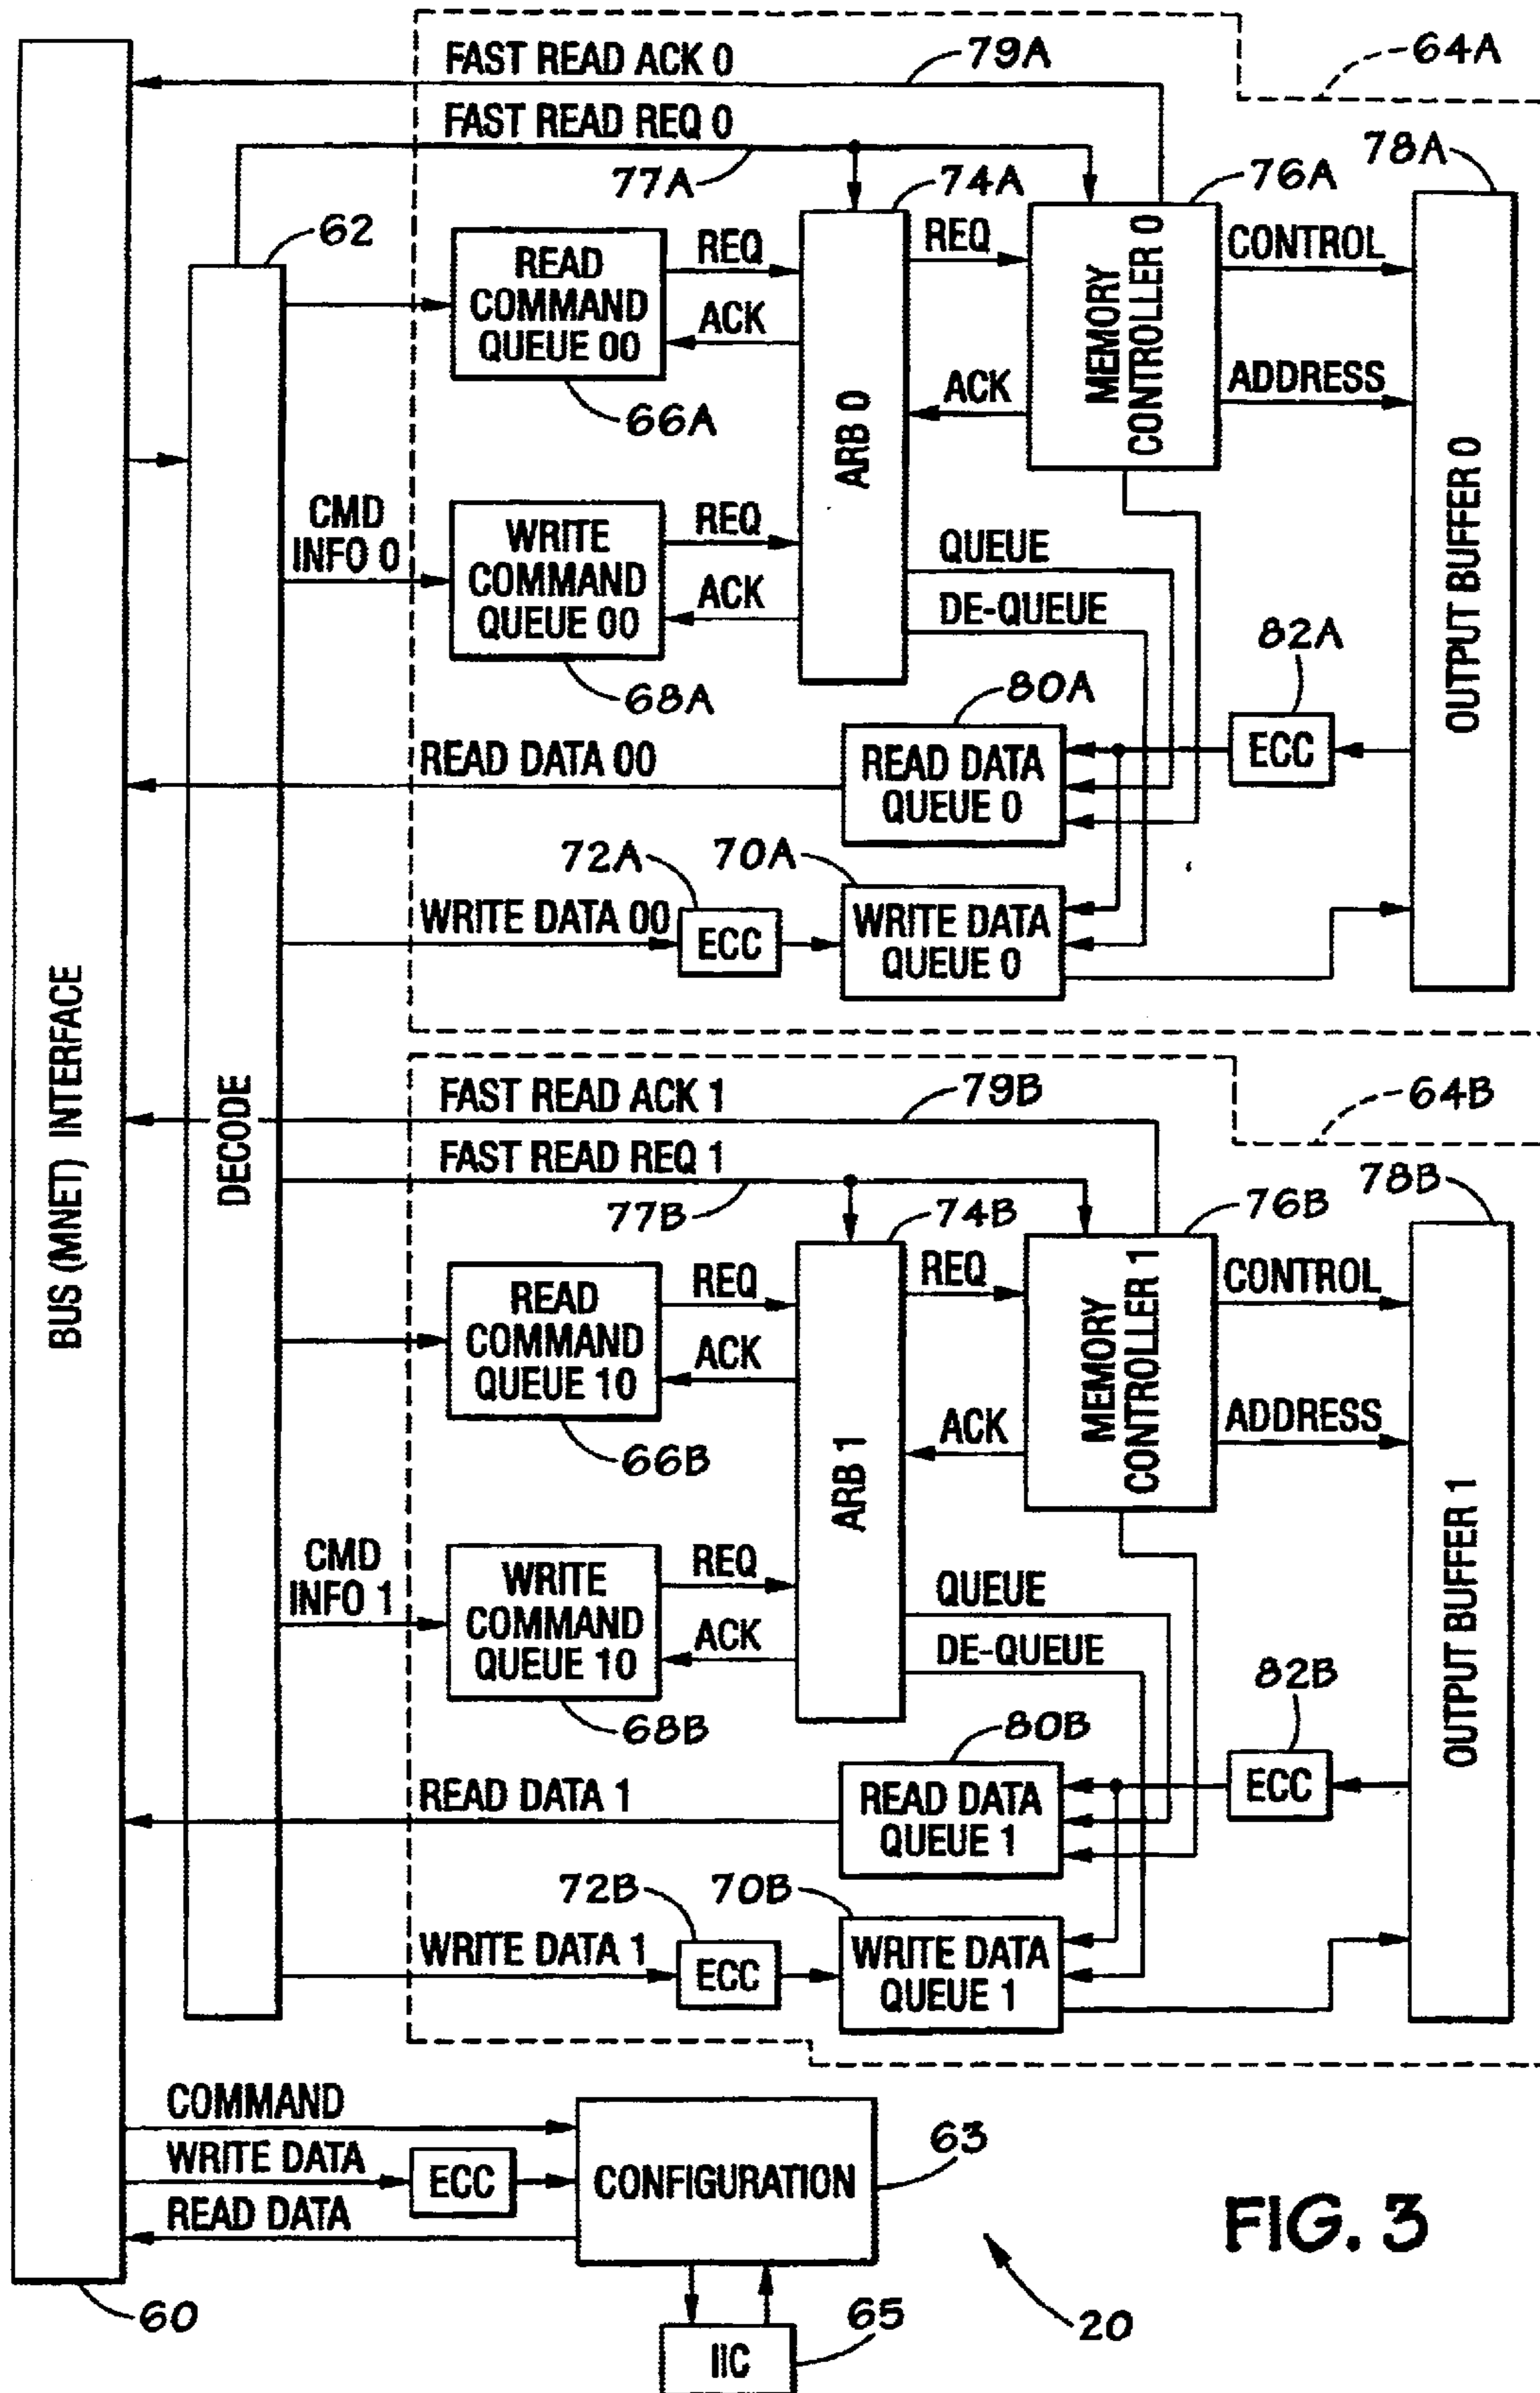 FAST READ ACK 0
79A
64A
FAST READ REQ 0
77A
74A
76A
78A
62
READ
COMMAND
QUEUE 00
REQ
ACK
66A
REQ
ACK
ARB 0
MEMORY
CONTROLLER 0
CONTROL
ADDRESS
OUTPUT BUFFER 0
CMD
INFO 0
WRITE
COMMAND
QUEUE 00
REQ
ACK
68A
QUEUE
DE-QUEUE
82A
ECC
80A
READ DATA 00
READ DATA
QUEUE 0
72A
70A
WRITE DATA 00
ECC
WRITE DATA
QUEUE 0
BUS (MNET) INTERFACE
DECODE
FAST READ ACK 1
79B
64B
FAST READ REQ 1
77B
74B
76B
78B
READ
COMMAND
QUEUE 10
REQ
ACK
66B
REQ
ACK
ARB 1
MEMORY
CONTROLLER 1
CONTROL
ADDRESS
OUTPUT BUFFER 1
CMD
INFO 1
WRITE
COMMAND
QUEUE 10
REQ
ACK
68B
QUEUE
DE-QUEUE
82B
ECC
80B
READ DATA 1
READ DATA
QUEUE 1
72B
70B
WRITE DATA 1
ECC
WRITE DATA
QUEUE 1
COMMAND
WRITE DATA
ECC
READ DATA
CONFIGURATION
63
60
IIC
65
20
FIG. 3